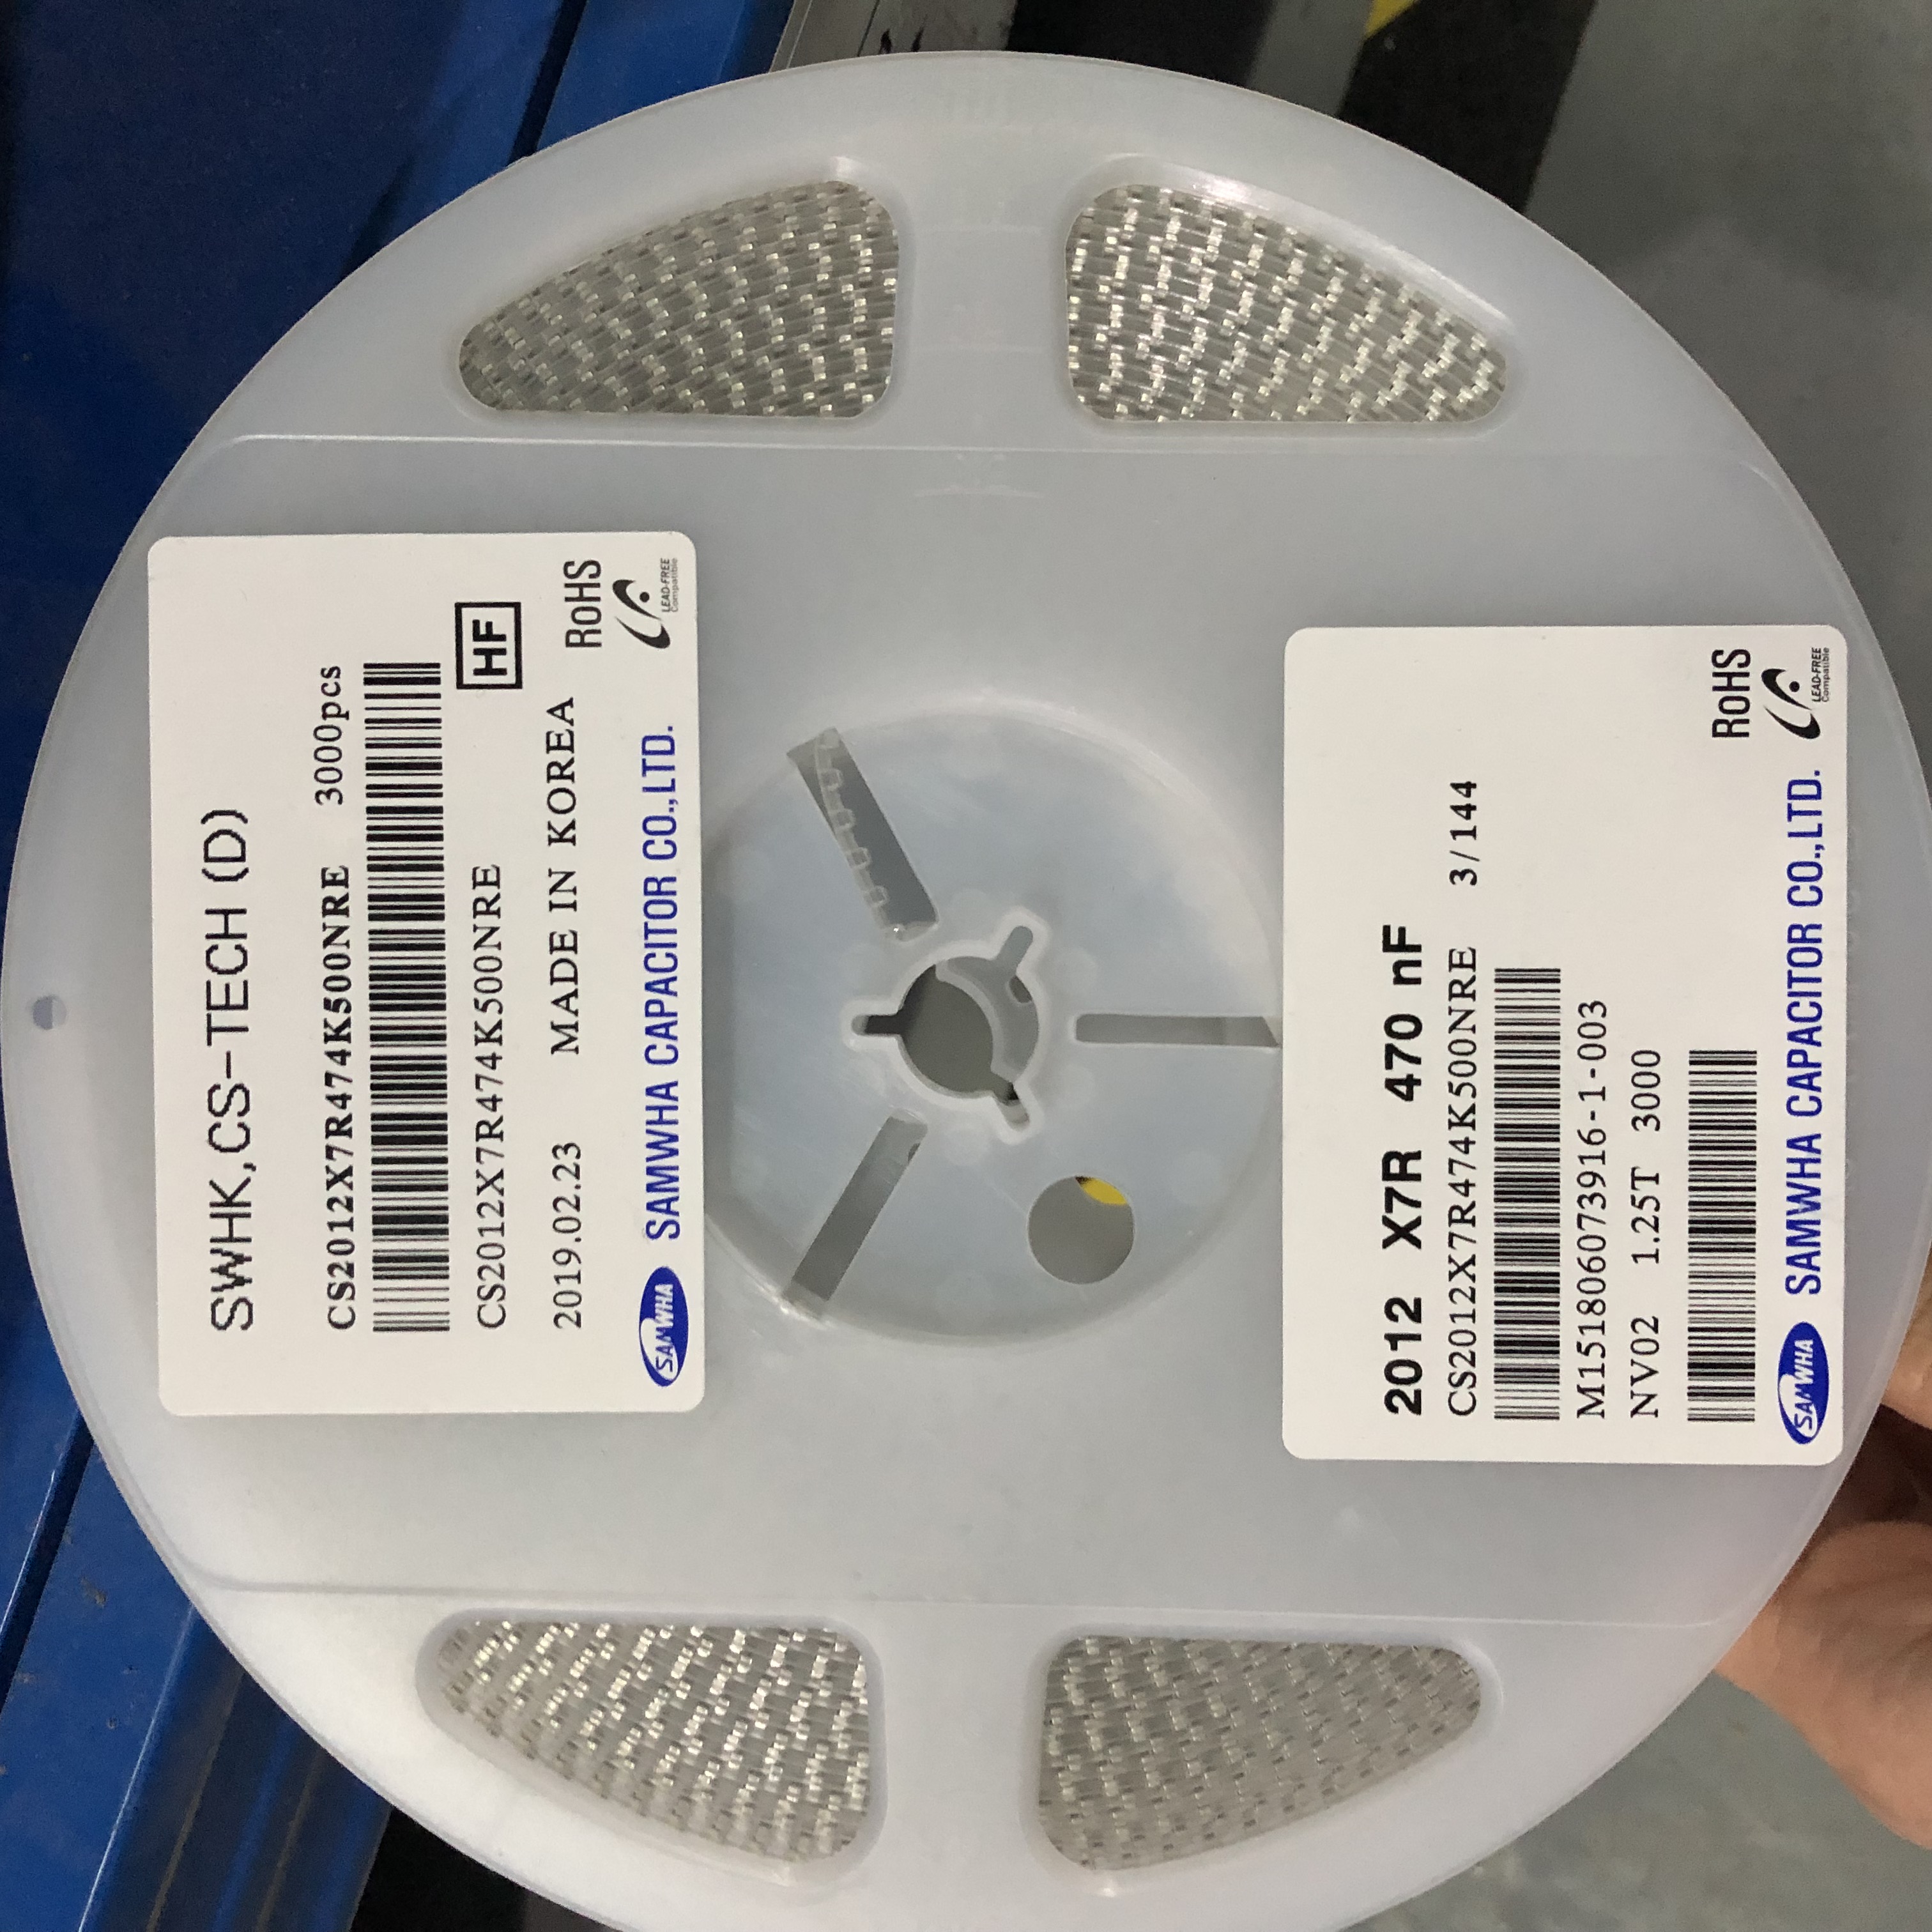 SWHK,CS-TECH (D)
CS2012X7R474K500NRE 3000pcs
CS2012X7R474K500NRE HF
2019.02.23 MADE IN KOREA
RoHS
LEAD-FREE
Compatible
SAMWHA SAMWHA CAPACITOR CO.,LTD.
2012 X7R 470 nF
CS2012X7R474K500NRE 3/144
M151806073916-1-003
NV02 1.25T 3000
RoHS
LEAD-FREE
Compatible
SAMWHA SAMWHA CAPACITOR CO.,LTD.